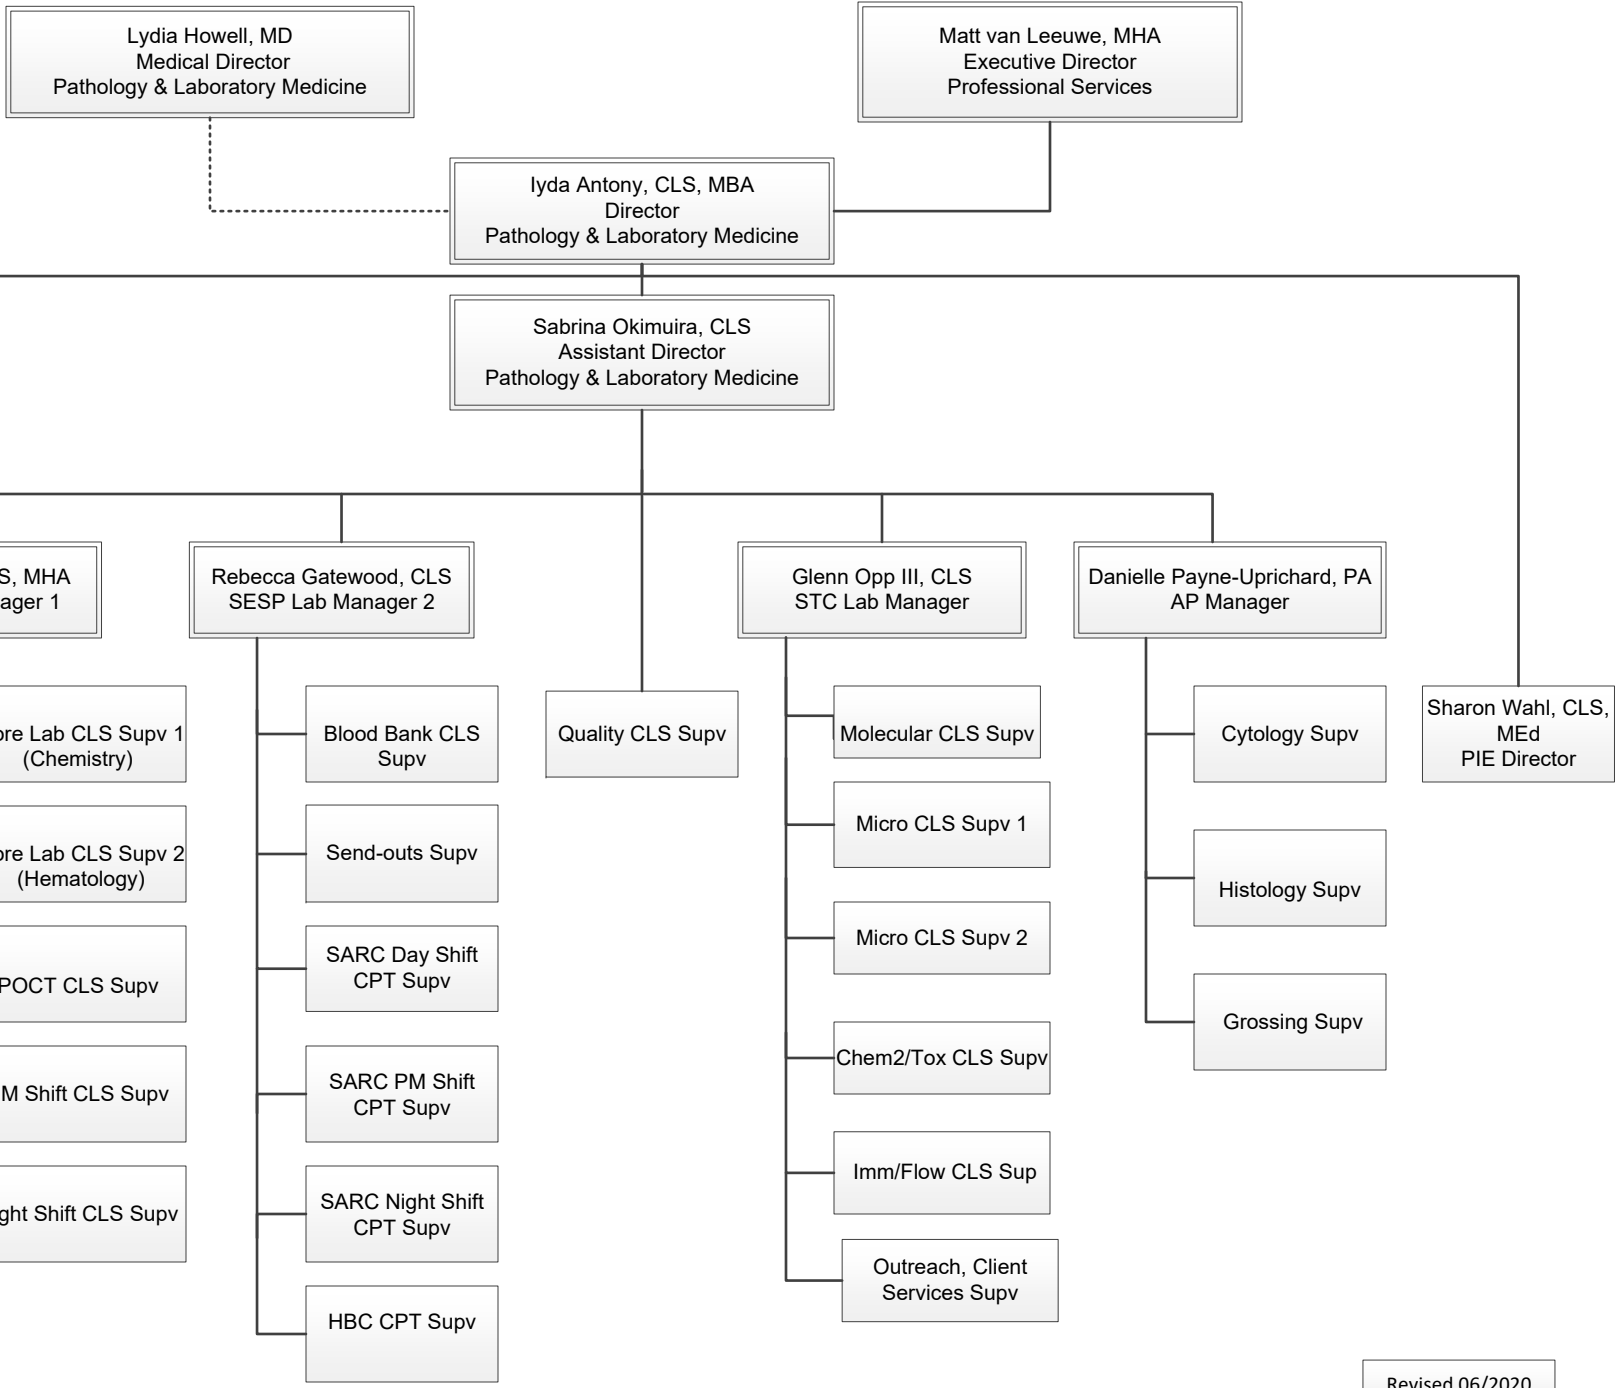 Lydia Howell, MD
Medical Director
Pathology & Laboratory Medicine
Matt van Leeuwe, MHA
Executive Director
Professional Services
Iyda Antony, CLS, MBA
Director
Pathology & Laboratory Medicine
Sabrina Okimuira, CLS
Assistant Director
Pathology & Laboratory Medicine
S, MHA
ager 1
Rebecca Gatewood, CLS
SESP Lab Manager 2
Glenn Opp III, CLS
STC Lab Manager
Danielle Payne-Uprichard, PA
AP Manager
ore Lab CLS Supv 1
(Chemistry)
ore Lab CLS Supv 2
(Hematology)
POCT CLS Supv
M Shift CLS Supv
ght Shift CLS Supv
Blood Bank CLS
Supv
Send-outs Supv
SARC Day Shift
CPT Supv
SARC PM Shift
CPT Supv
SARC Night Shift
CPT Supv
HBC CPT Supv
Quality CLS Supv
Molecular CLS Supv
Micro CLS Supv 1
Micro CLS Supv 2
Chem2/Tox CLS Supv
Imm/Flow CLS Sup
Outreach, Client
Services Supv
Cytology Supv
Histology Supv
Grossing Supv
Sharon Wahl, CLS,
MEd
PIE Director
Revised 06/2020